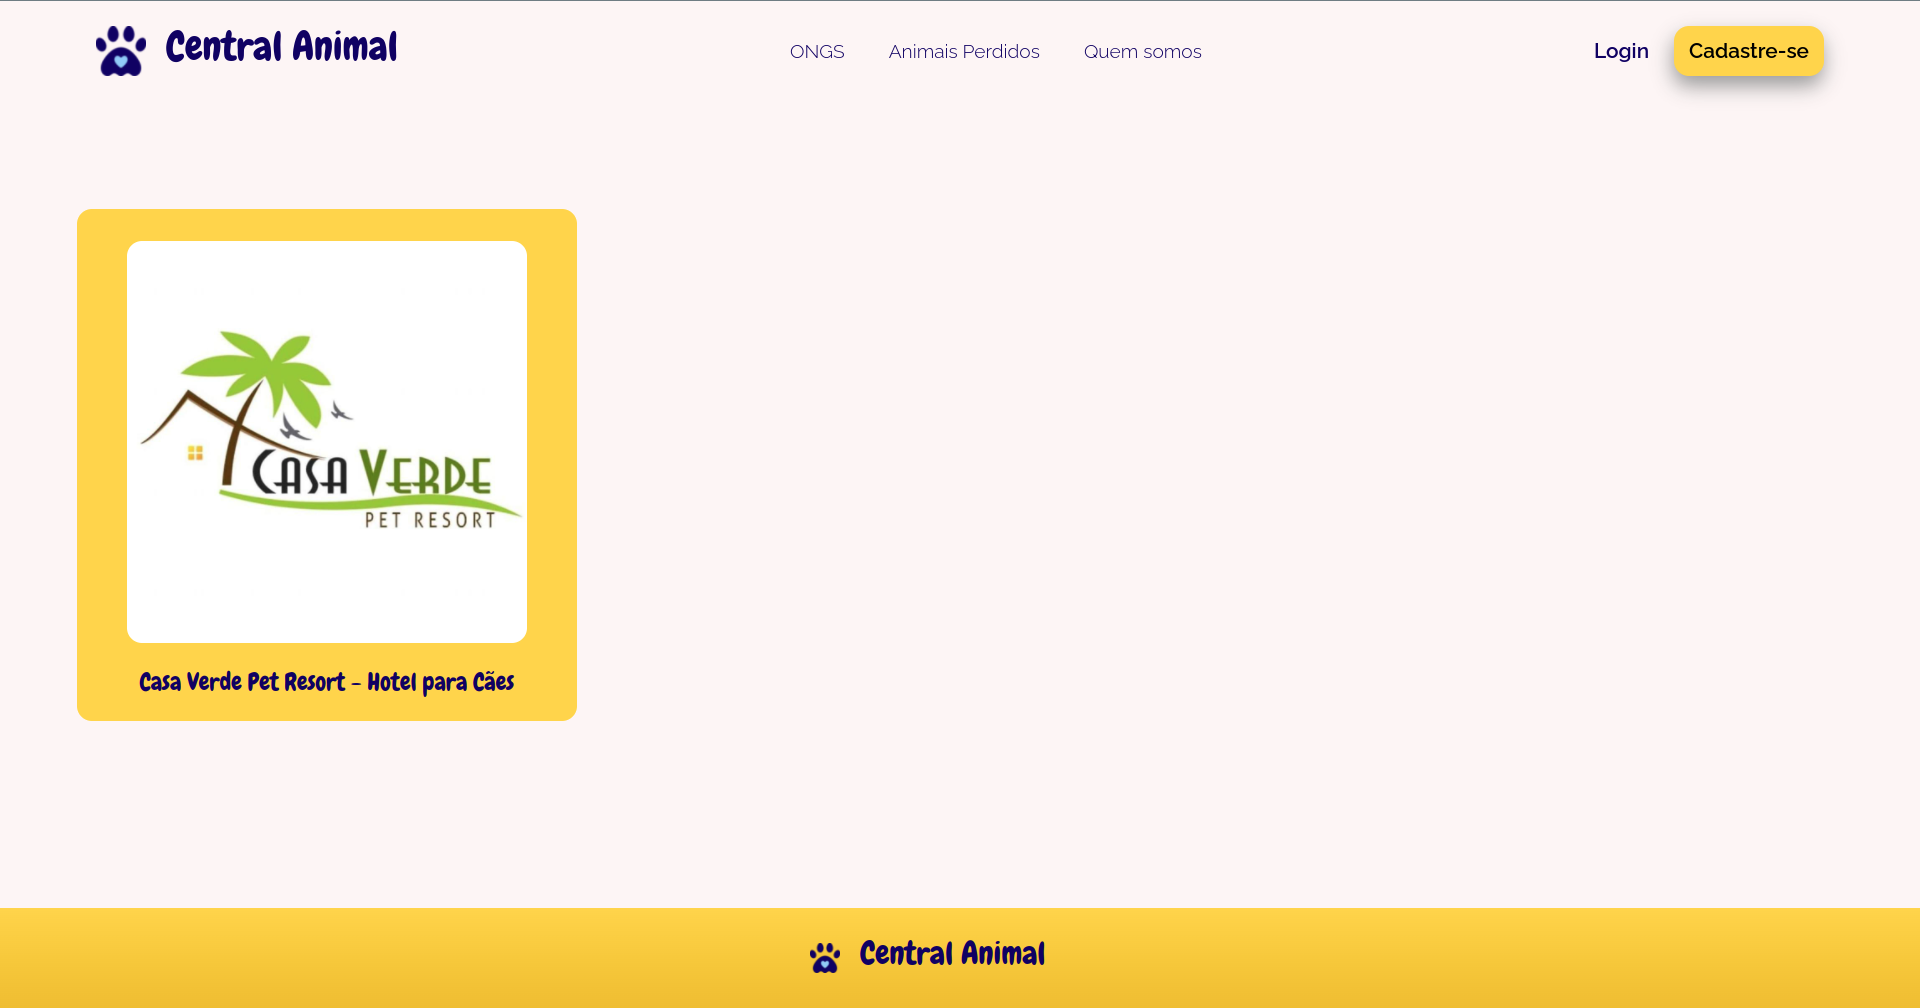 Central Animal
ONGS
Animais Perdidos
Quem somos
Login
Cadastre-se
CASA VERDE
PET RESORT
Casa Verde Pet Resort – Hotel para Cães
Central Animal